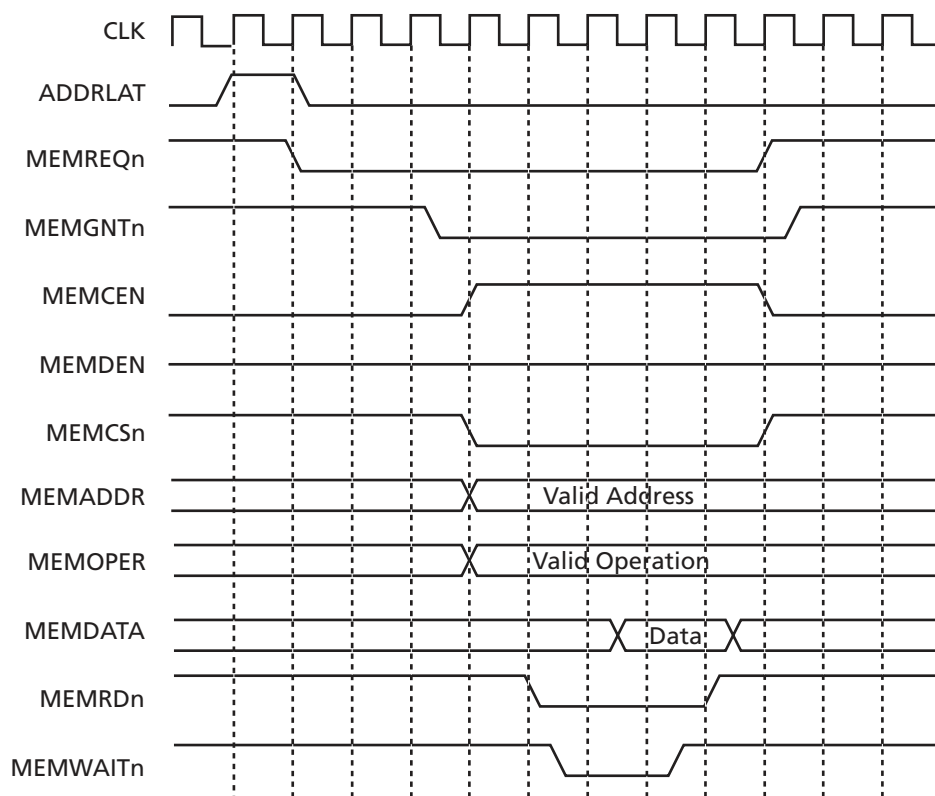 CLK
ADDRLAT
MEMREQn
MEMGNTn
MEMCEN
MEMDEN
MEMCSn
MEMADDR Valid Address
MEMOPER Valid Operation
MEMDATA Data
MEMRDn
MEMWAITn